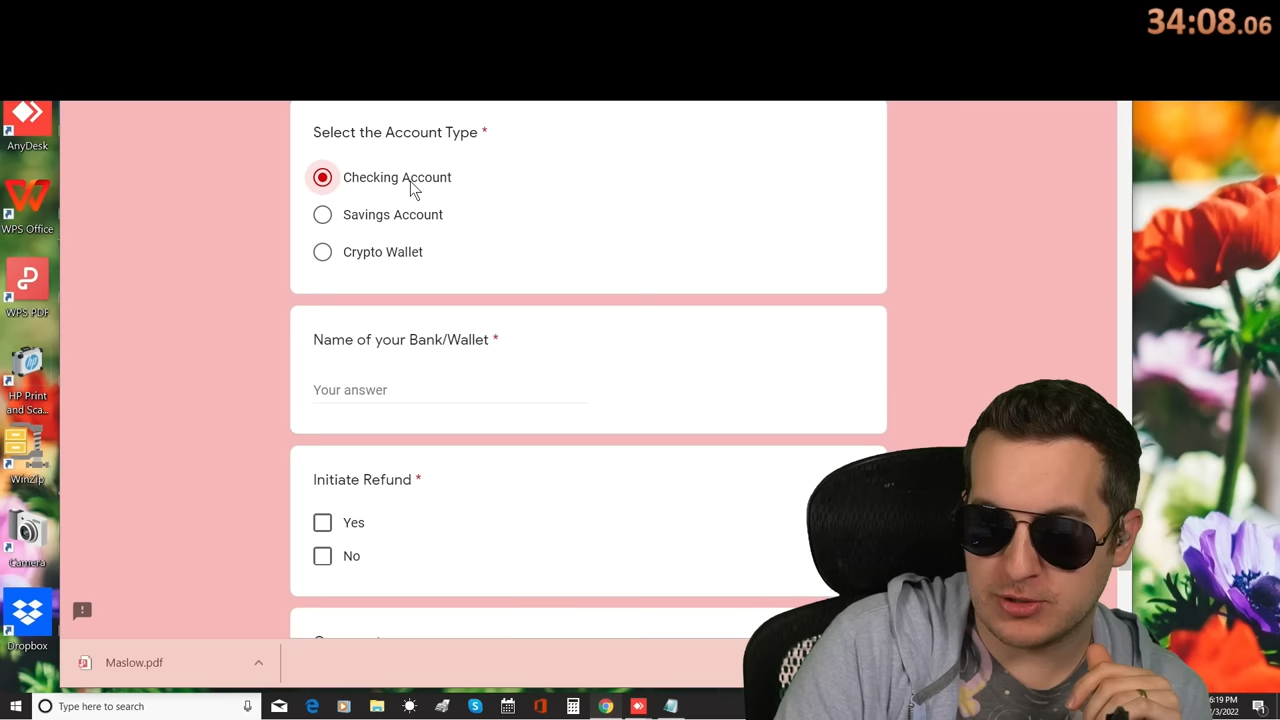 34:08.06
AnyDesk
WPS Office
WPS PDF
HP Print
and Sca...
WinZip
Camera
Dropbox
Select the Account Type *
Checking Account
Savings Account
Crypto Wallet
Name of your Bank/Wallet *
Your answer
Initiate Refund *
Yes
No
Maslow.pdf
Type here to search
6:19 PM
/3/2022